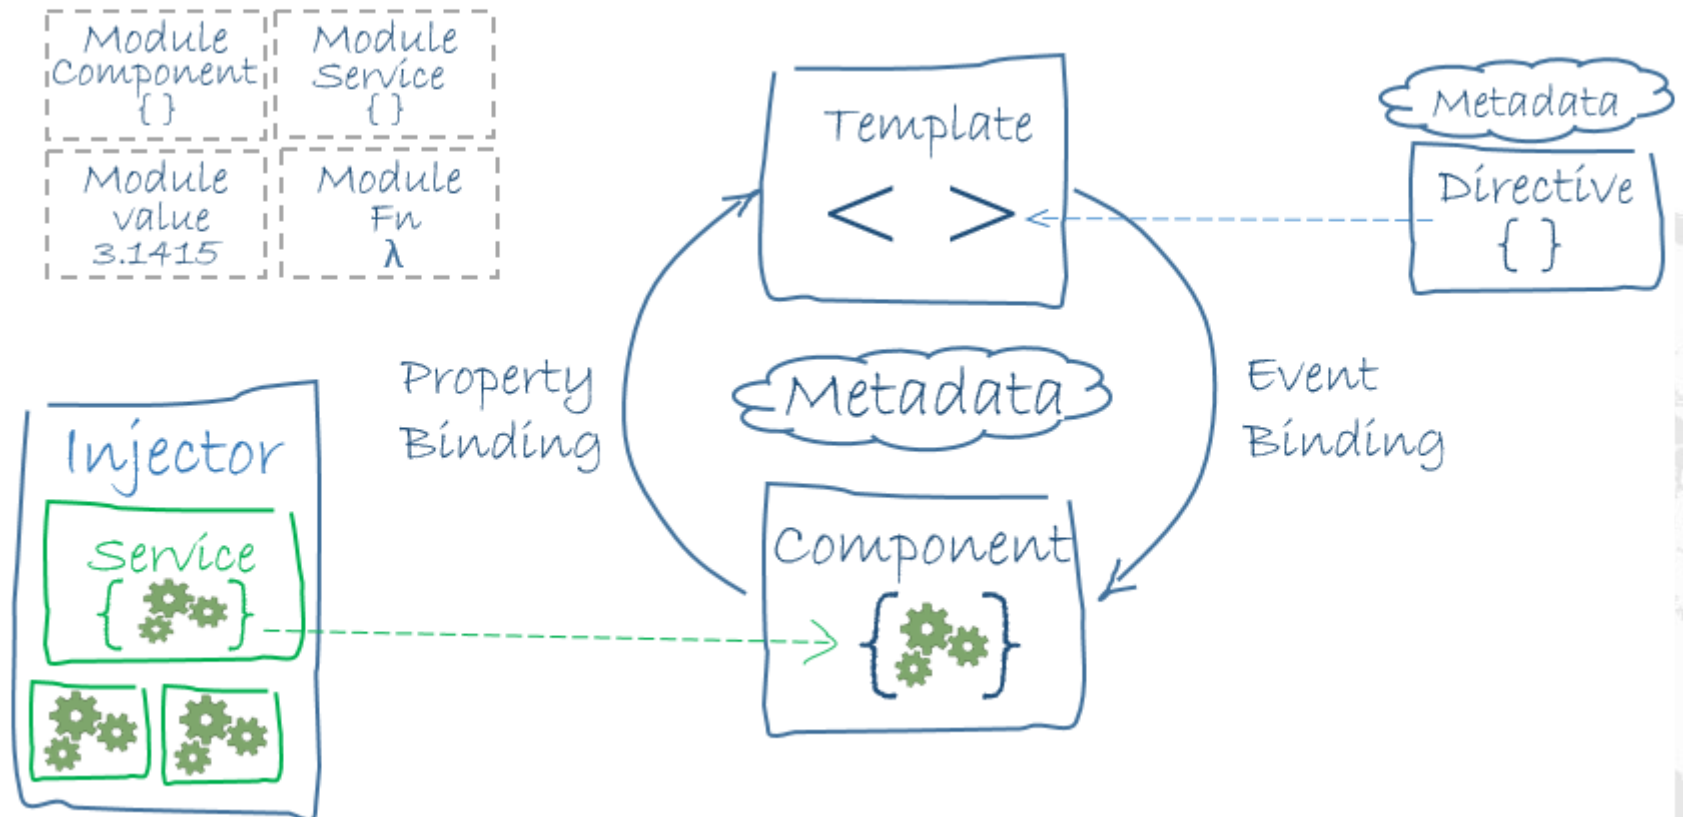 Module
Component
{ }
Module
Service
{ }
Module
value
3.1415
Module
Fn
λ
Template
< >
Metadata
Directive
{ }
Property
Binding
Metadata
Event
Binding
Injector
Service
{ }
Component
{ }